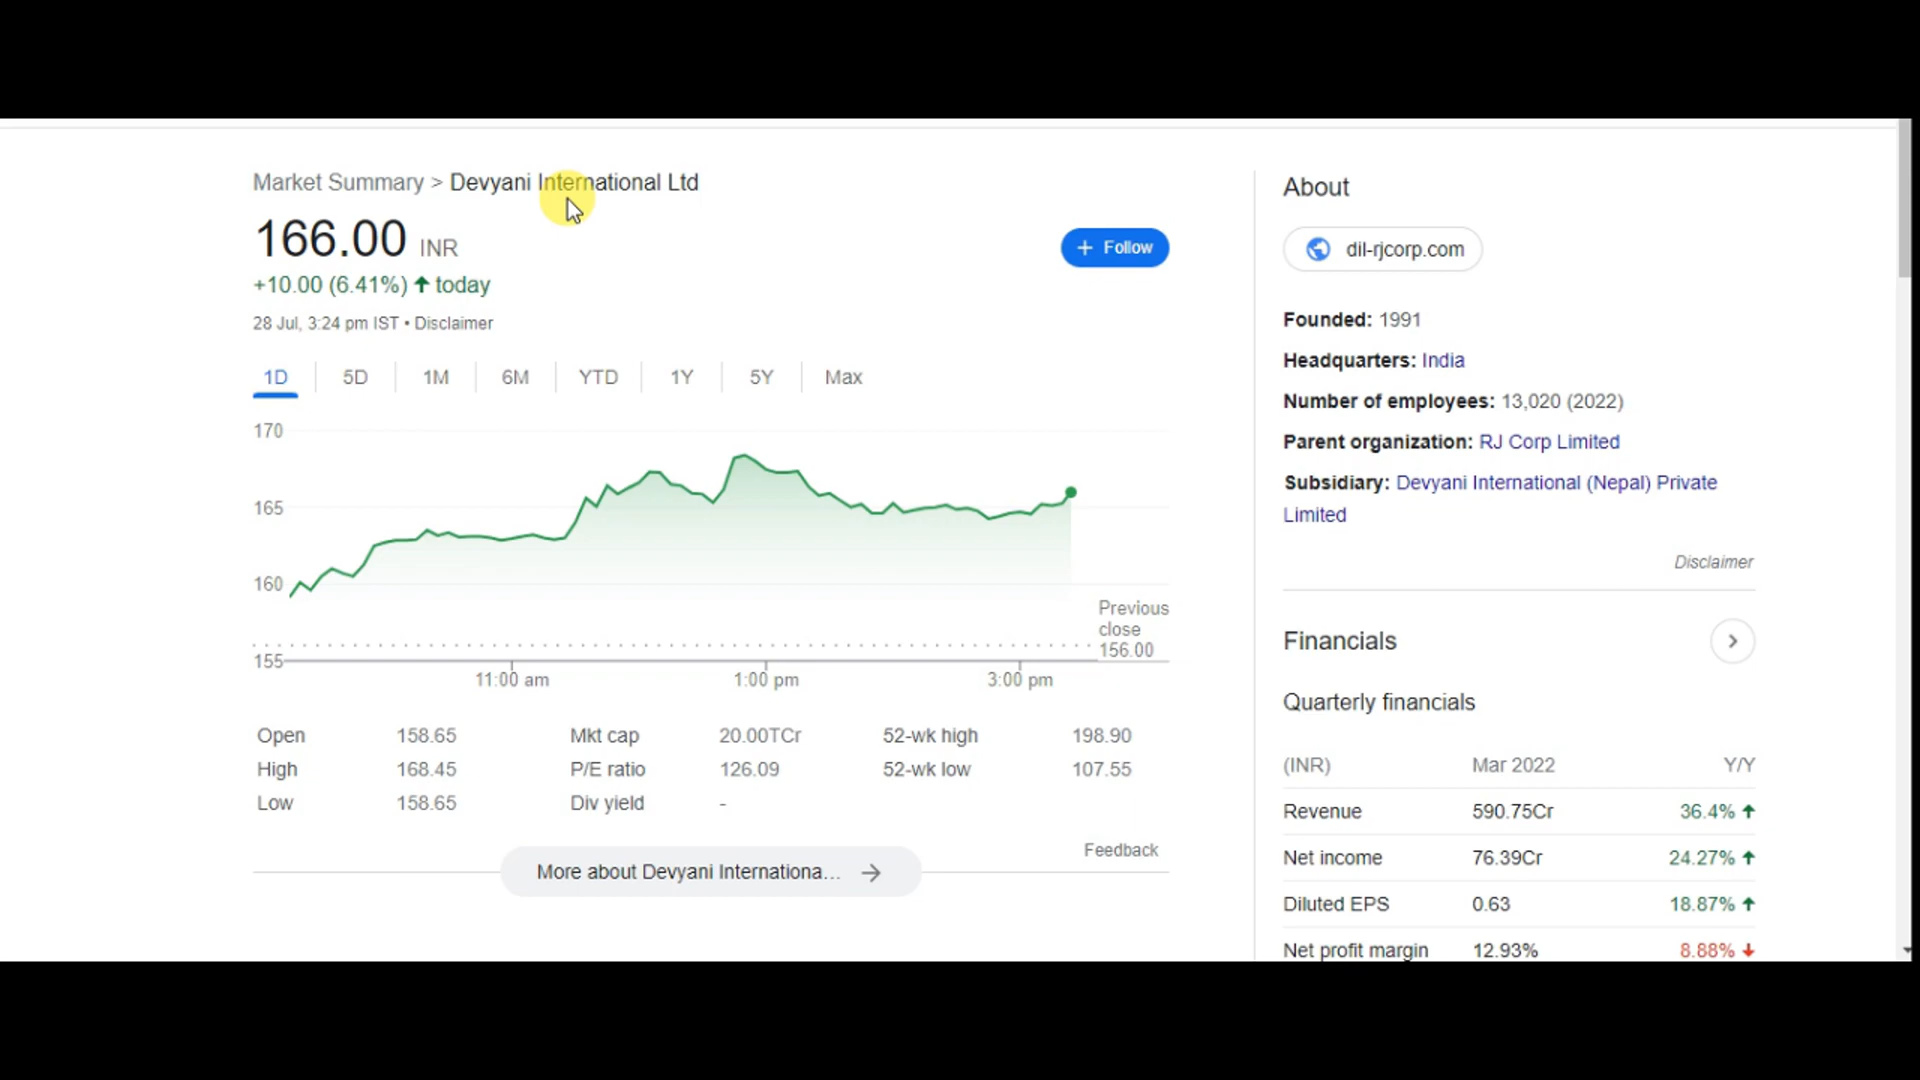 Market Summary > Devyani International Ltd
166.00 INR
+ Follow
+10.00 (6.41%) ↑ today
28 Jul, 3:24 pm IST • Disclaimer
1D 5D 1M 6M YTD 1Y 5Y Max
170
165
160
155
Previous
close
156.00
11:00 am 1:00 pm 3:00 pm
Open 158.65 Mkt cap 20.00TCr 52-wk high 198.90
High 168.45 P/E ratio 126.09 52-wk low 107.55
Low 158.65 Div yield -
Feedback
More about Devyani Internationa... →
About
dil-rjcorp.com
Founded: 1991
Headquarters: India
Number of employees: 13,020 (2022)
Parent organization: RJ Corp Limited
Subsidiary: Devyani International (Nepal) Private
Limited
Disclaimer
Financials
Quarterly financials
(INR) Mar 2022 Y/Y
Revenue 590.75Cr 36.4% ↑
Net income 76.39Cr 24.27% ↑
Diluted EPS 0.63 18.87% ↑
Net profit margin 12.93% 8.88% ↓